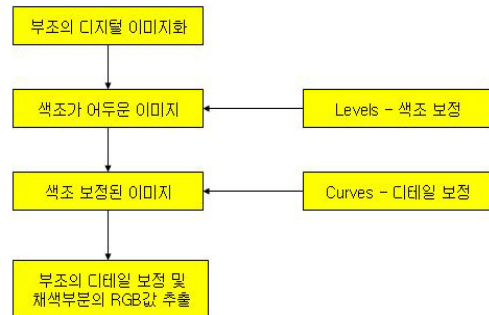 부조의 디지털 이미지화
색조가 어두운 이미지
Levels - 색조 보정
색조 보정된 이미지
Curves - 디테일 보정
부조의 디테일 보정 및
채색부분의 RGB값 추출